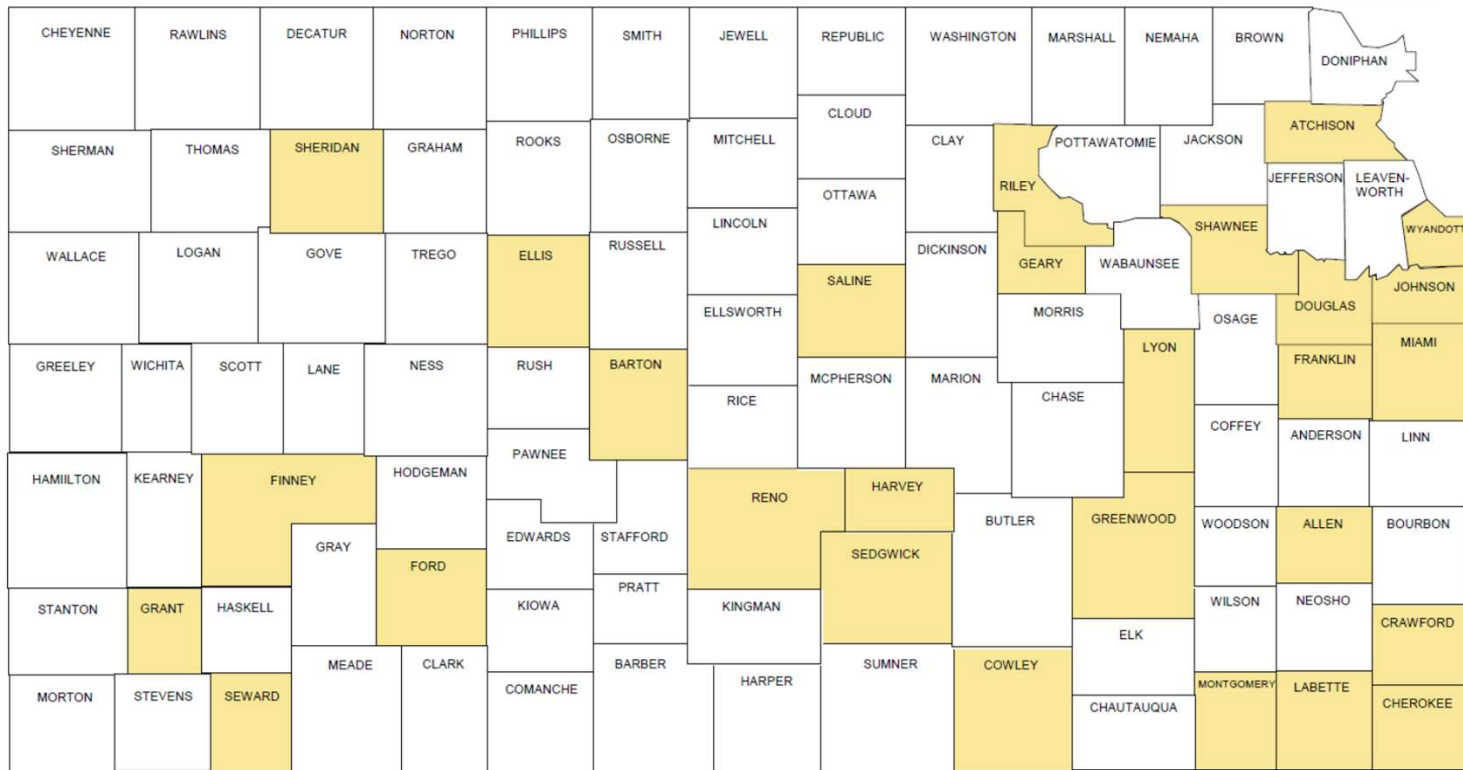 CHEYENNE
RAWLINS
DECATUR
NORTON
PHILLIPS
SMITH
JEWELL
REPUBLIC
WASHINGTON
MARSHALL
NEMAHA
BROWN
DONIPHAN
CLOUD
ATCHISON
SHERMAN
THOMAS
SHERIDAN
GRAHAM
ROOKS
OSBORNE
MITCHELL
CLAY
POTTAWATOMIE
JACKSON
RILEY
JEFFERSON
LEAVEN-
WORTH
OTTAWA
LINCOLN
SHAWNEE
WYANDOTT
WALLACE
LOGAN
GOVE
TREGO
ELLIS
RUSSELL
DICKINSON
GEARY
WABAUNSEE
SALINE
JOHNSON
ELLSWORTH
MORRIS
OSAGE
DOUGLAS
LYON
MIAMI
GREELEY
WICHITA
SCOTT
LANE
NESS
RUSH
BARTON
FRANKLIN
MCPHERSON
MARION
RICE
CHASE
COFFEY
ANDERSON
LINN
PAWNEE
HAMIILTON
KEARNEY
FINNEY
HODGEMAN
RENO
HARVEY
BUTLER
GREENWOOD
WOODSON
ALLEN
BOURBON
GRAY
EDWARDS
STAFFORD
SEDGWICK
FORD
PRATT
STANTON
GRANT
HASKELL
KIOWA
KINGMAN
WILSON
NEOSHO
CRAWFORD
ELK
MEADE
CLARK
BARBER
HARPER
SUMNER
COWLEY
MORTON
STEVENS
SEWARD
COMANCHE
CHAUTAUQUA
MONTGOMERY
LABETTE
CHEROKEE